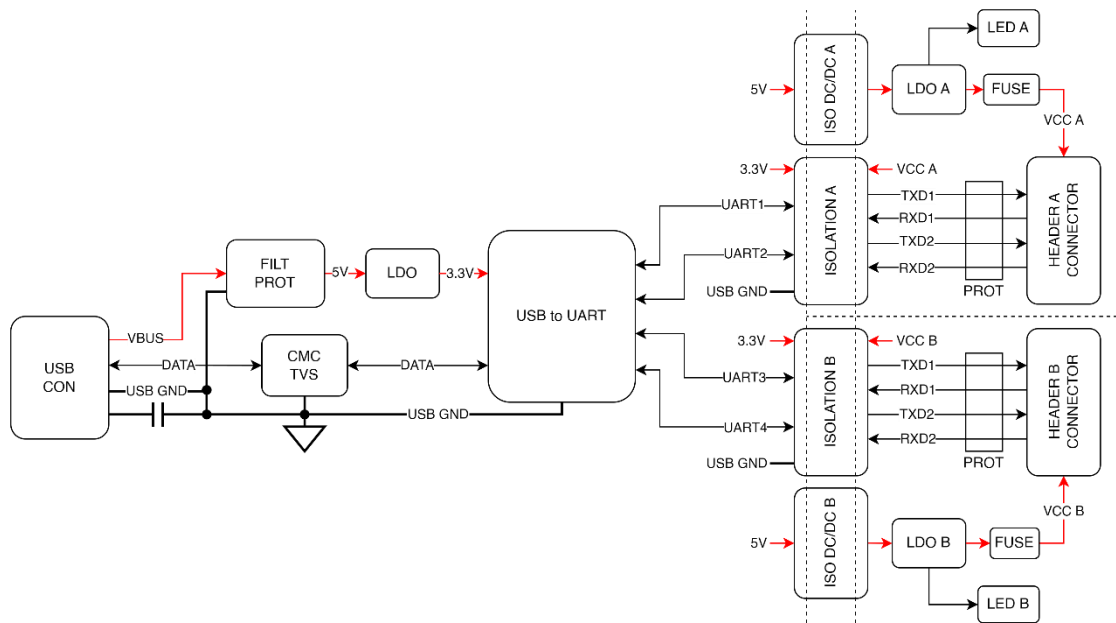 USB
CON
VBUS
DATA
USB GND
FILT
PROT
5V
LDO
3.3V
CMC
TVS
DATA
USB GND
USB to UART
UART1
UART2
UART3
UART4
5V
ISO DC/DC A
LDO A
LED A
FUSE
VCC A
3.3V
VCC A
USB GND
ISOLATION A
TXD1
RXD1
TXD2
RXD2
PROT
HEADER A
CONNECTOR
3.3V
VCC B
USB GND
ISOLATION B
TXD1
RXD1
TXD2
RXD2
PROT
HEADER B
CONNECTOR
VCC B
5V
ISO DC/DC B
LDO B
FUSE
LED B